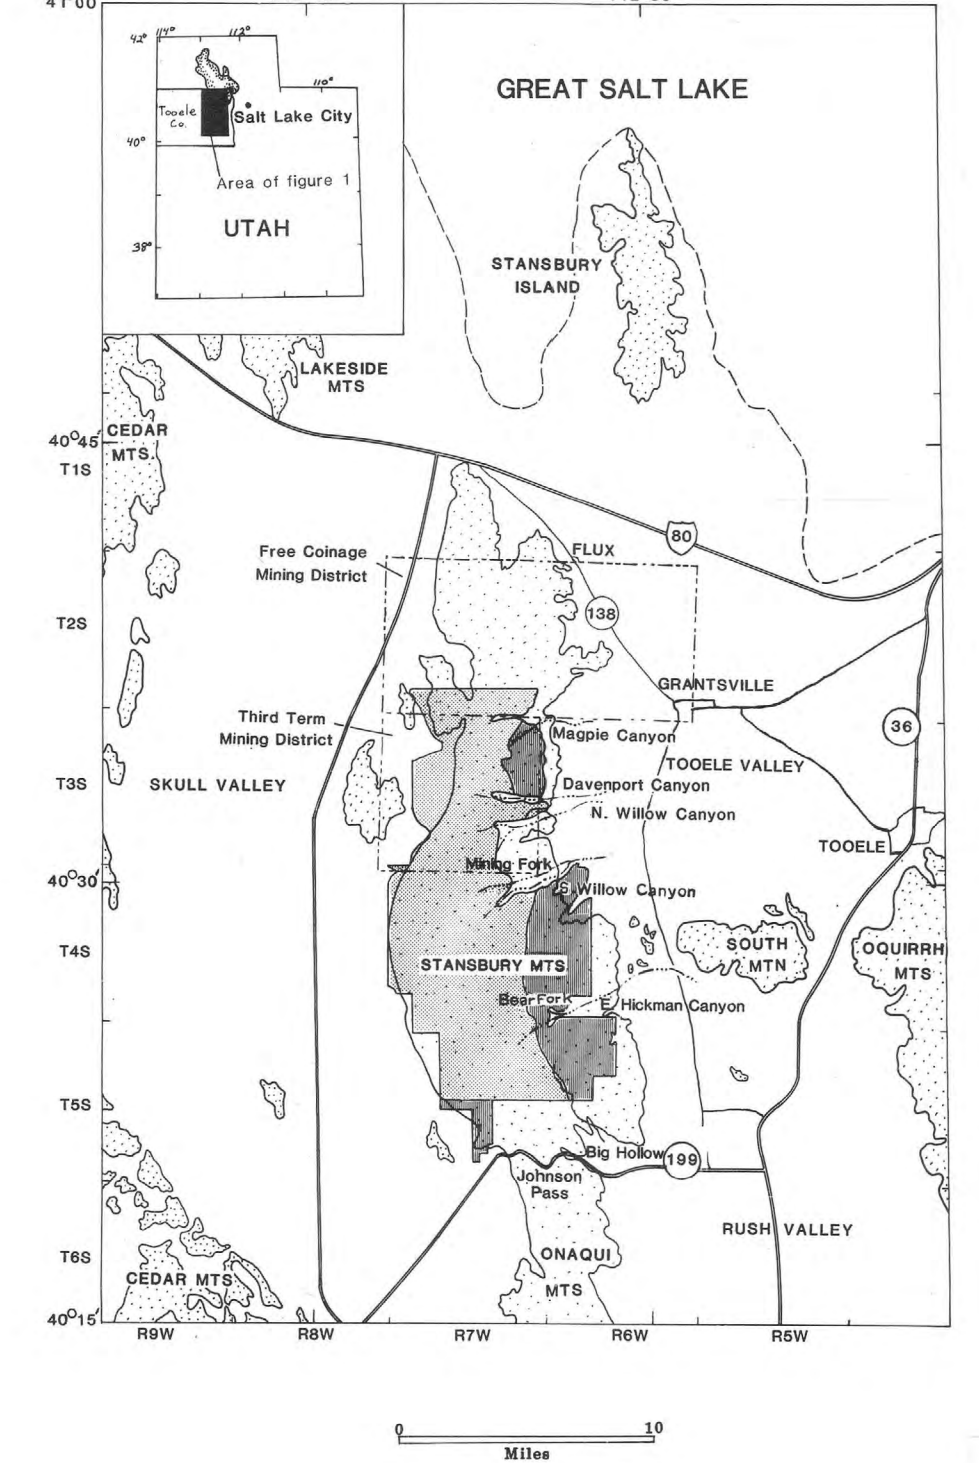 41°00'
42°
114°
112°
110°
GREAT SALT LAKE
Tooele
Co.
Salt Lake City
40°
Area of figure 1
UTAH
38°
STANSBURY
ISLAND
LAKESIDE
MTS
CEDAR
MTS.
40°45'
T1S
80
Free Coinage
Mining District
FLUX
138
T2S
GRANTSVILLE
Third Term
Mining District
36
Magpie Canyon
TOOELE VALLEY
T3S
SKULL VALLEY
Davenport Canyon
N. Willow Canyon
TOOELE
Mining Fork
40°30'
S. Willow Canyon
T4S
SOUTH
MTN
OQUIRRH
MTS
STANSBURY MTS.
Bear Fork
E. Hickman Canyon
T5S
Big Hollow
199
Johnson
Pass
RUSH VALLEY
T6S
ONAQUI
MTS
CEDAR MTS
40°15'
R9W
R8W
R7W
R6W
R5W
0
10
Miles